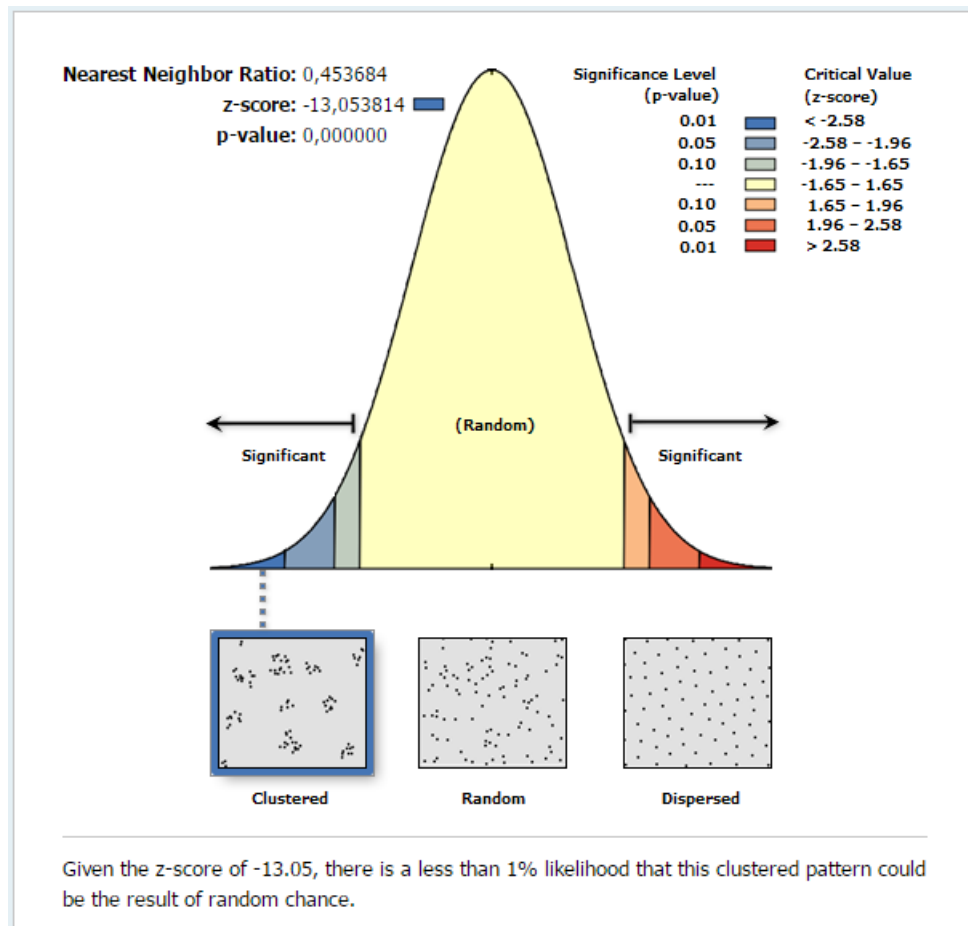 Nearest Neighbor Ratio: 0,453684
z-score: -13,053814
p-value: 0,000000
Significance Level
(p-value)
Critical Value
(z-score)
0.01 < -2.58
0.05 -2.58 – -1.96
0.10 -1.96 – -1.65
--- -1.65 – 1.65
0.10 1.65 – 1.96
0.05 1.96 – 2.58
0.01 > 2.58
(Random)
Significant
Significant
Clustered
Random
Dispersed
Given the z-score of -13.05, there is a less than 1% likelihood that this clustered pattern could
be the result of random chance.